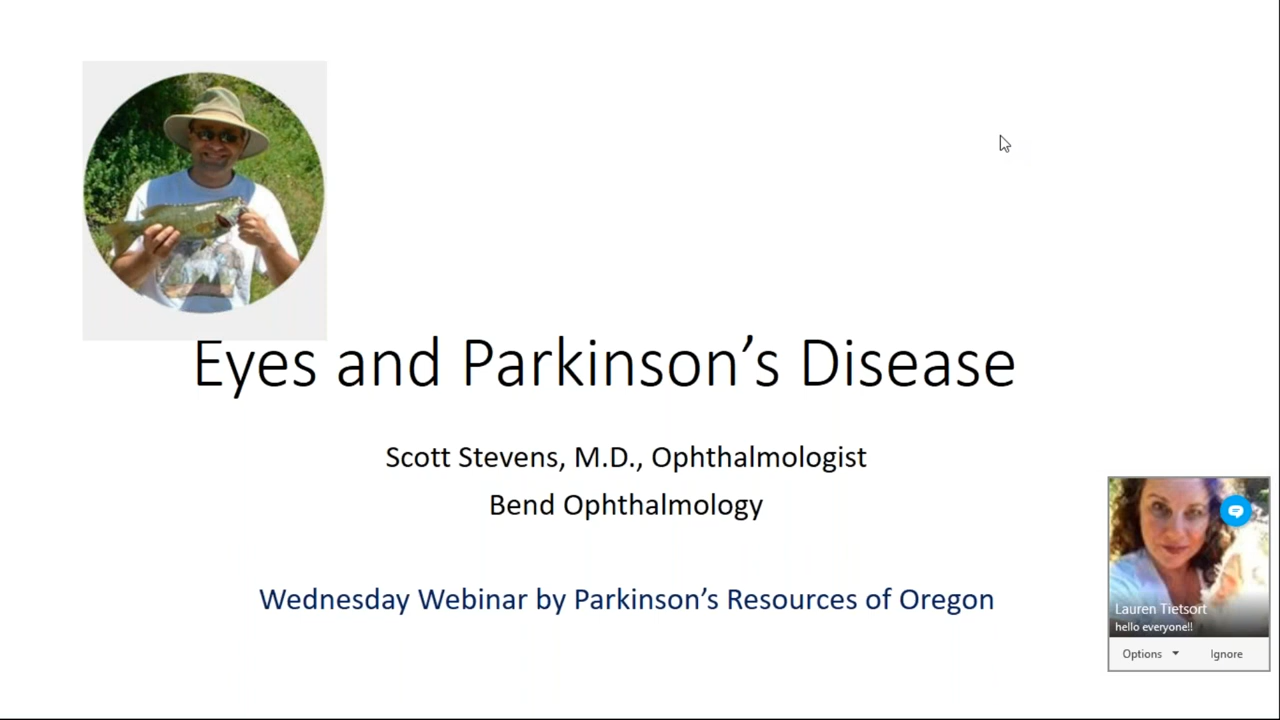 Eyes and Parkinson’s Disease
Scott Stevens, M.D., Ophthalmologist
Bend Ophthalmology
Wednesday Webinar by Parkinson’s Resources of Oregon
Lauren Tietsort
hello everyone!!
Options
Ignore